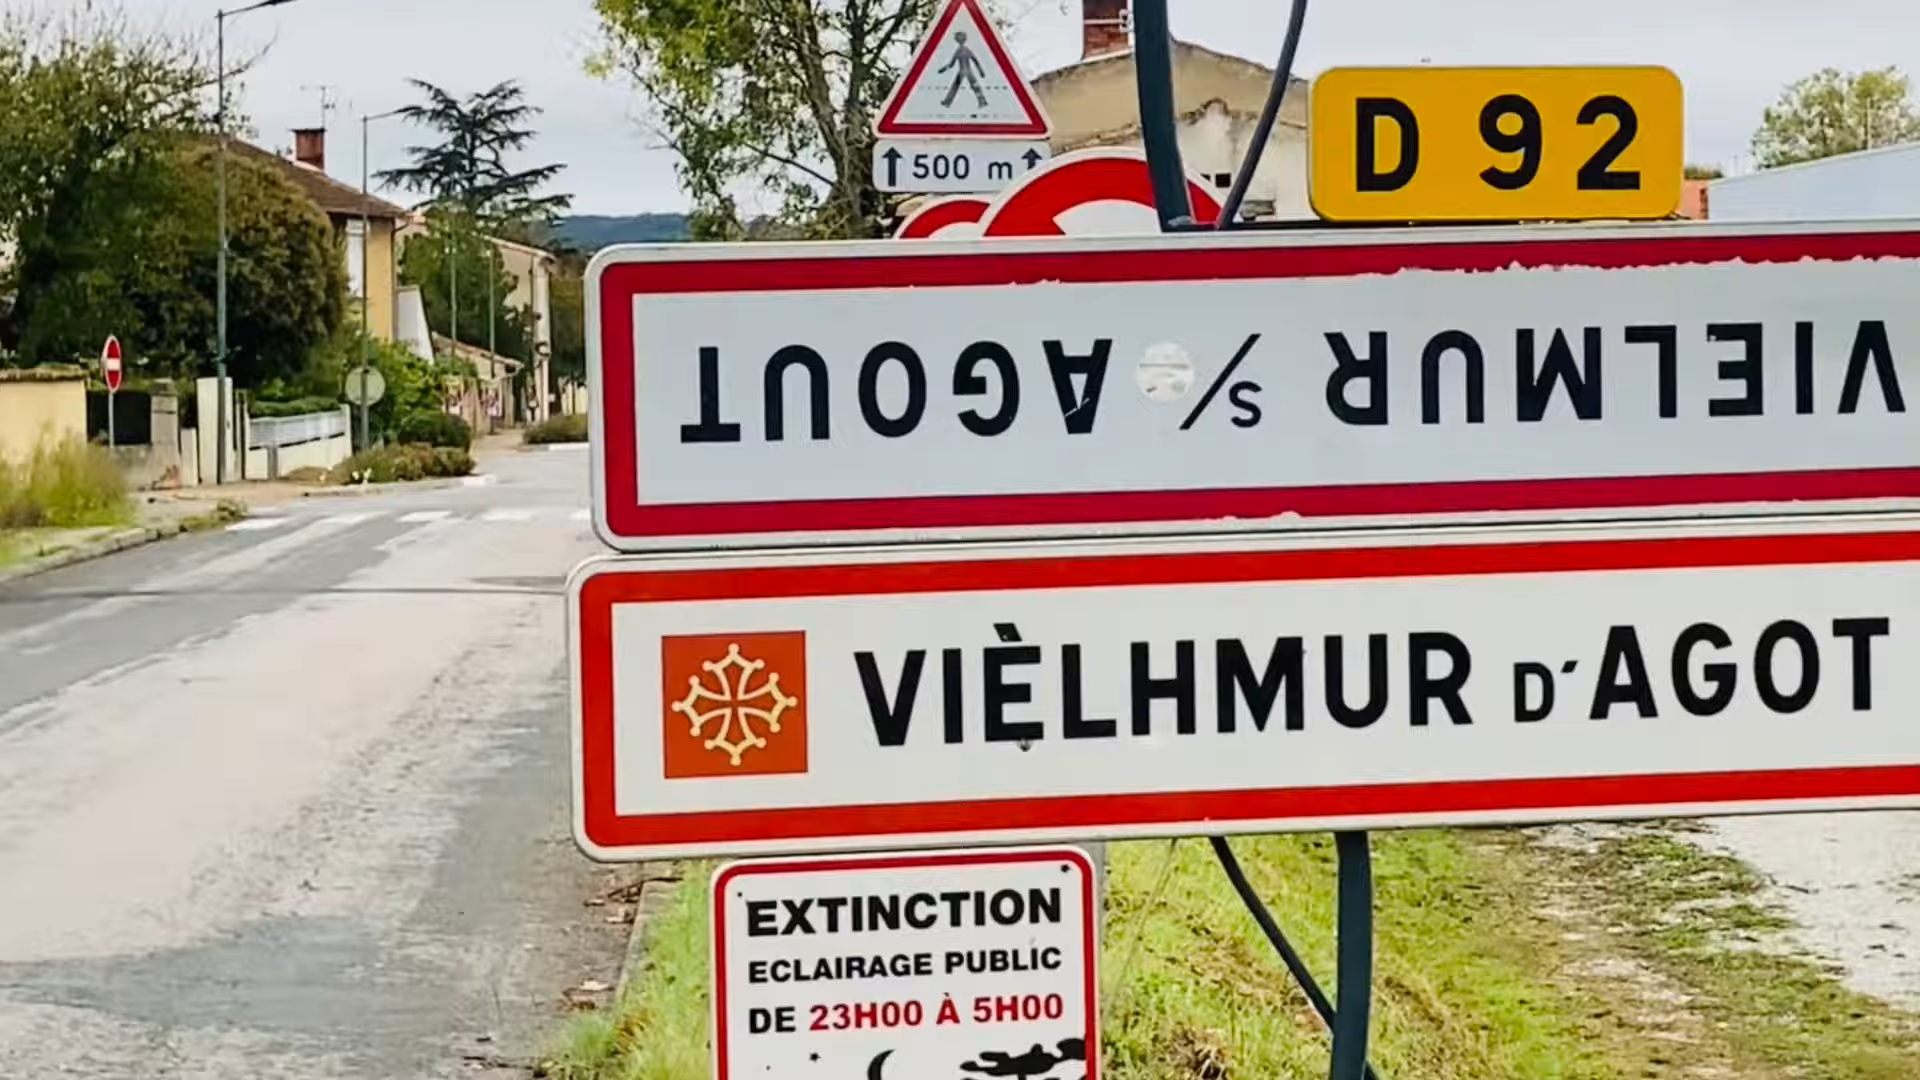 D 92
500 m
VIELMUR S/ AGOUT
VIÈLHMUR D'AGOT
EXTINCTION
ECLAIRAGE PUBLIC
DE 23H00 À 5H00